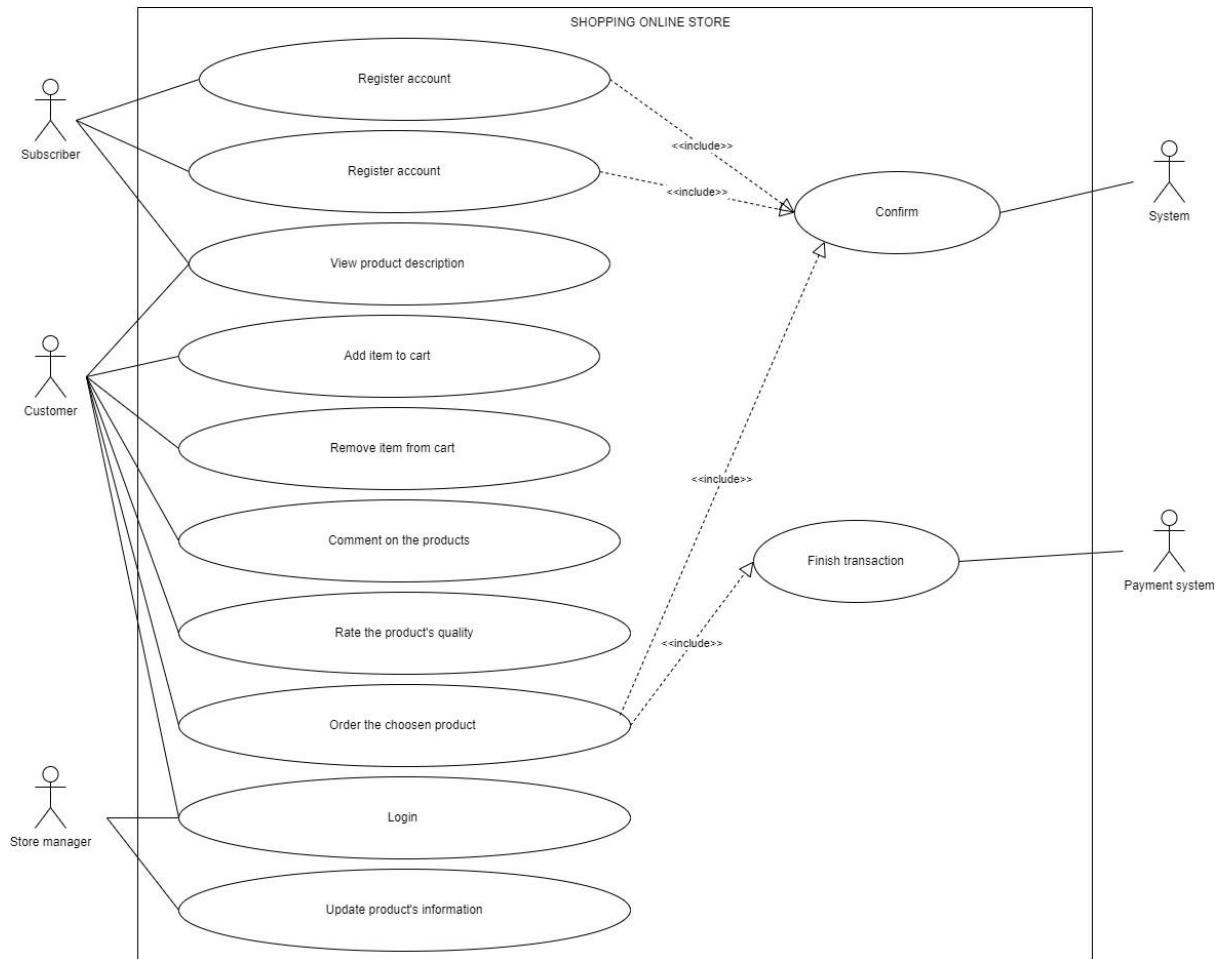 SHOPPING ONLINE STORE
Register account
Subscriber
<<include>>
Register account
<<include>>
Confirm
System
View product description
Add item to cart
Customer
Remove item from cart
<<include>>
Comment on the products
Finish transaction
Payment system
Rate the product's quality
<<include>>
Order the choosen product
Login
Store manager
Update product's information